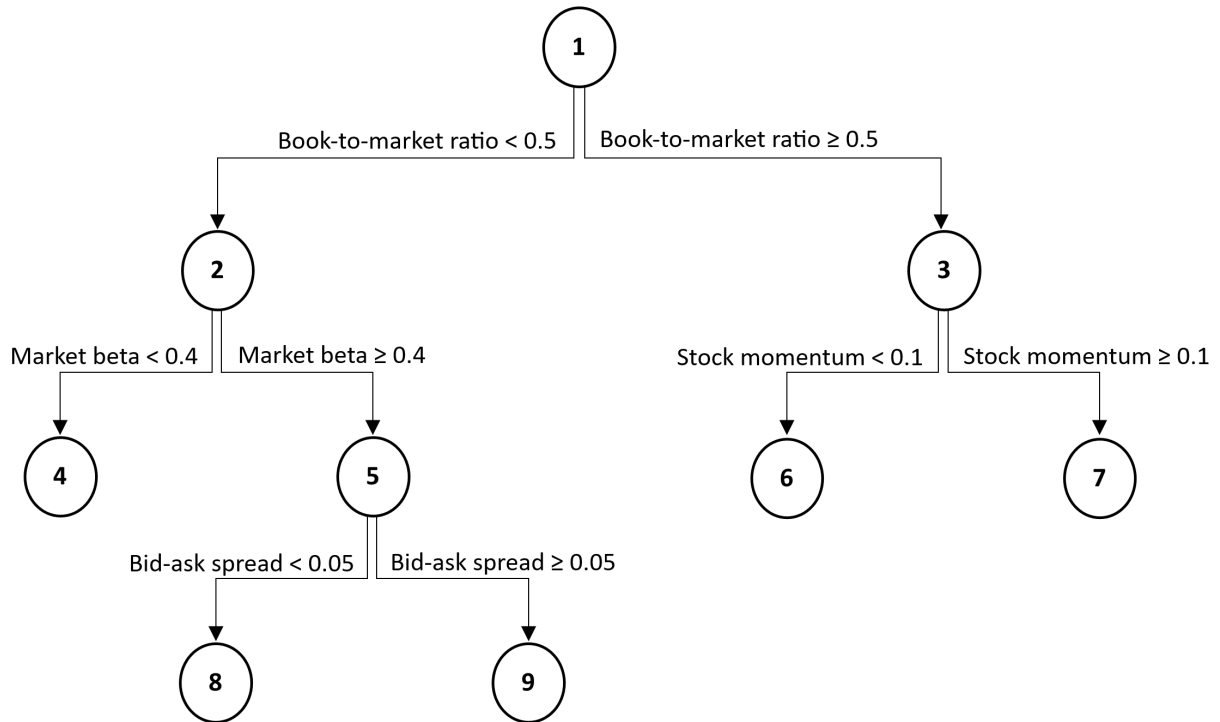 1
Book-to-market ratio < 0.5
Book-to-market ratio ≥ 0.5
2
3
Market beta < 0.4
Market beta ≥ 0.4
Stock momentum < 0.1
Stock momentum ≥ 0.1
4
5
6
7
Bid-ask spread < 0.05
Bid-ask spread ≥ 0.05
8
9